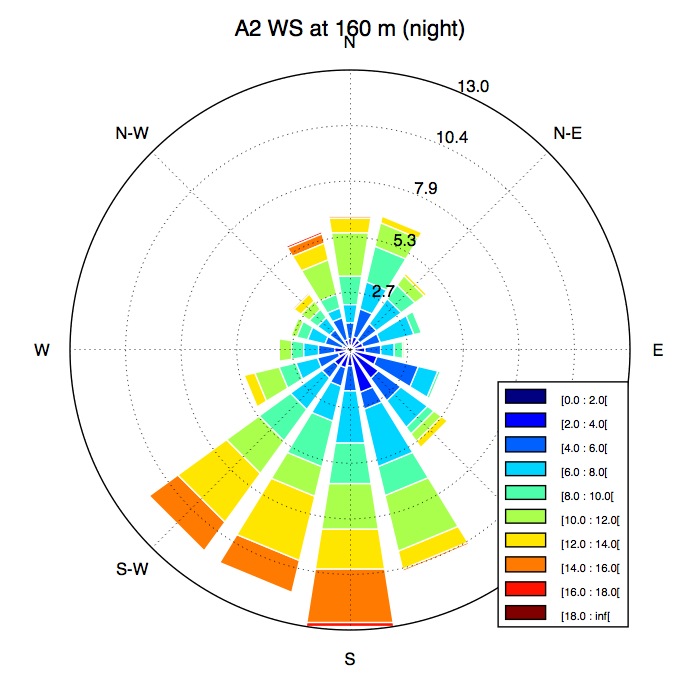 A2 WS at 160 m (night)
N
13.0
N-W
N-E
10.4
7.9
5.3
2.7
W
E
[0.0 : 2.0[
[2.0 : 4.0[
[4.0 : 6.0[
[6.0 : 8.0[
[8.0 : 10.0[
[10.0 : 12.0[
[12.0 : 14.0[
[14.0 : 16.0[
[16.0 : 18.0[
[18.0 : inf[
S-W
S